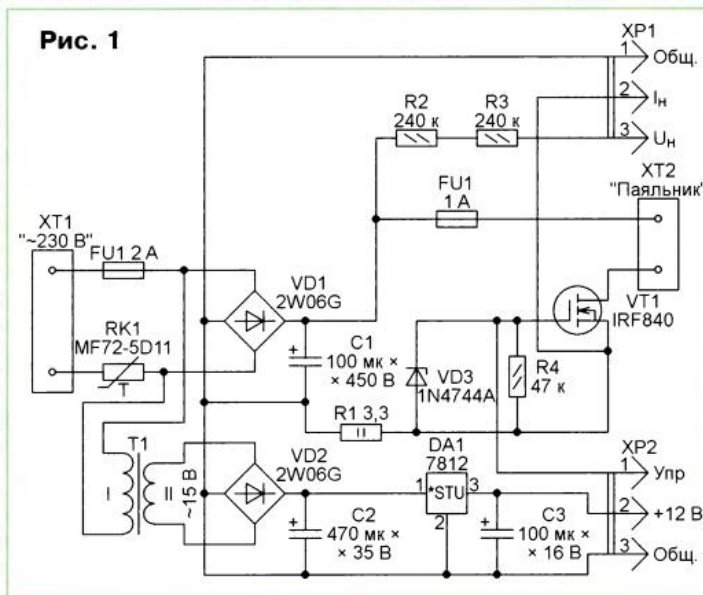 Рис. 1
XP1
1
Общ.
2
Iн
3
Uн
R2
240 к
R3
240 к
XT2
"Паяльник"
FU1
1 А
XT1
"~230 В"
FU1 2 А
VD1
2W06G
VT1
IRF840
RK1
MF72-5D11
T
C1
100 мк ×
× 450 В
+
VD3
1N4744A
R4
47 к
R1 3,3
T1
I
II
~15 В
VD2
2W06G
DA1
7812
1
*STU
3
2
XP2
1
Упр
2
+12 В
3
Общ.
+
C2
470 мк ×
× 35 В
+
C3
100 мк ×
× 16 В